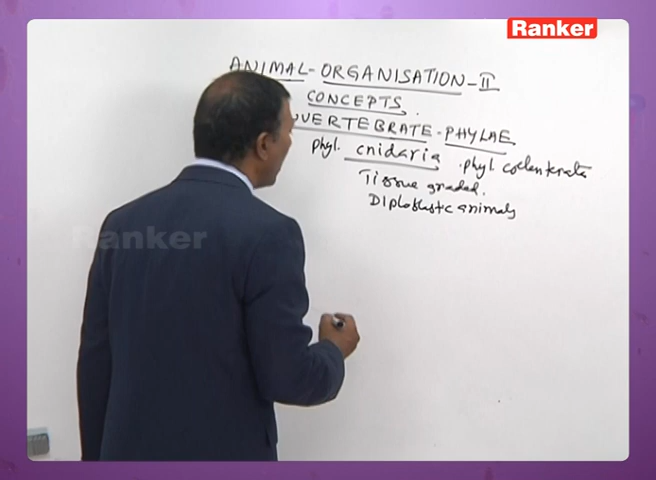 Ranker
ANIMAL-ORGANISATION-II
CONCEPTS.
VERTEBRATE-PHYLAE
phyl. cnidaria .phyl. coelenterata
Tissue graded.
Diploblastic animals
Ranker